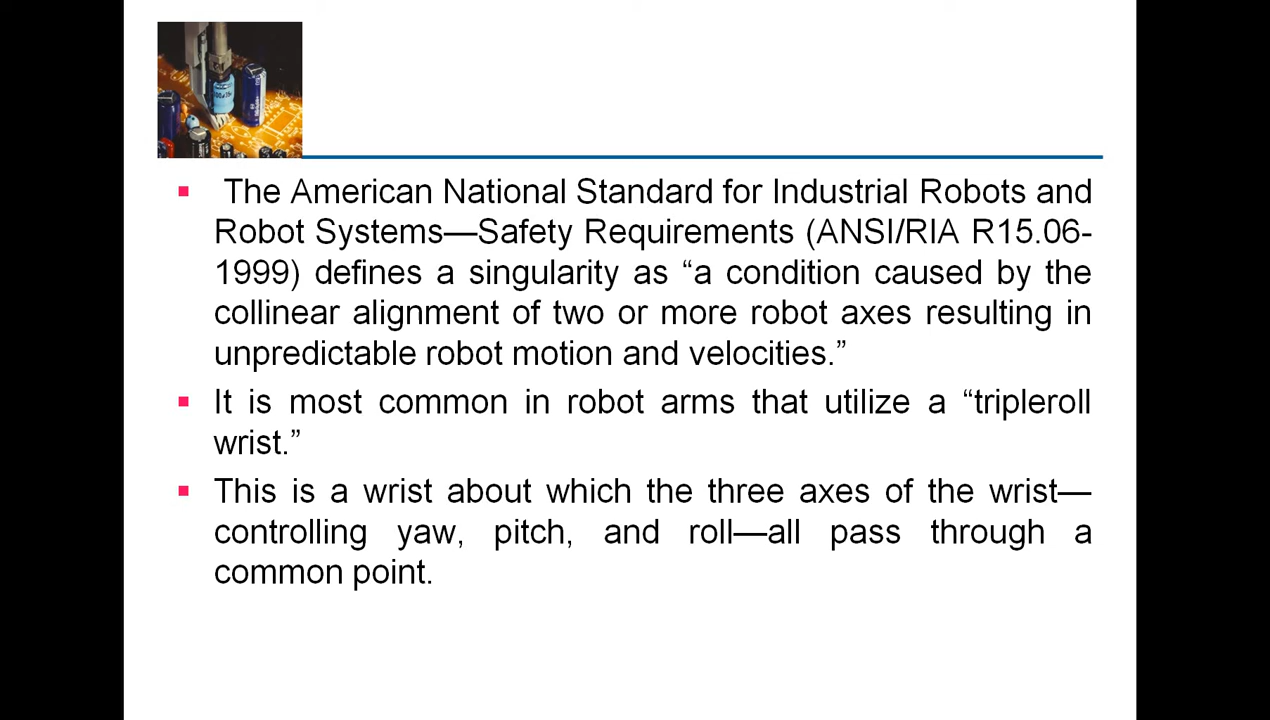 The American National Standard for Industrial Robots and
Robot Systems—Safety Requirements (ANSI/RIA R15.06-
1999) defines a singularity as “a condition caused by the
collinear alignment of two or more robot axes resulting in
unpredictable robot motion and velocities.”
It is most common in robot arms that utilize a “tripleroll
wrist.”
This is a wrist about which the three axes of the wrist—
controlling yaw, pitch, and roll—all pass through a
common point.